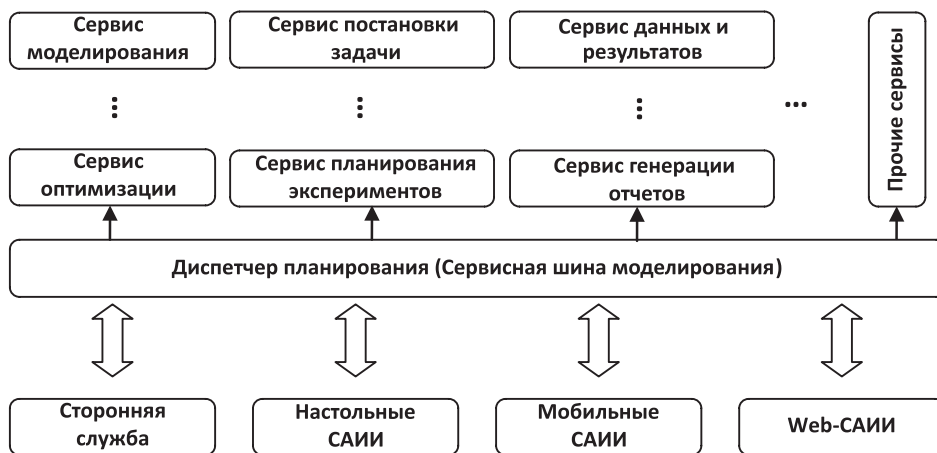 Сервис
моделирования
Сервис постановки
задачи
Сервис данных и
результатов
Прочие сервисы
Сервис
оптимизации
Сервис планирования
экспериментов
Сервис генерации
отчетов
Диспетчер планирования (Сервисная шина моделирования)
Сторонняя
служба
Настольные
САИИ
Мобильные
САИИ
Web-САИИ